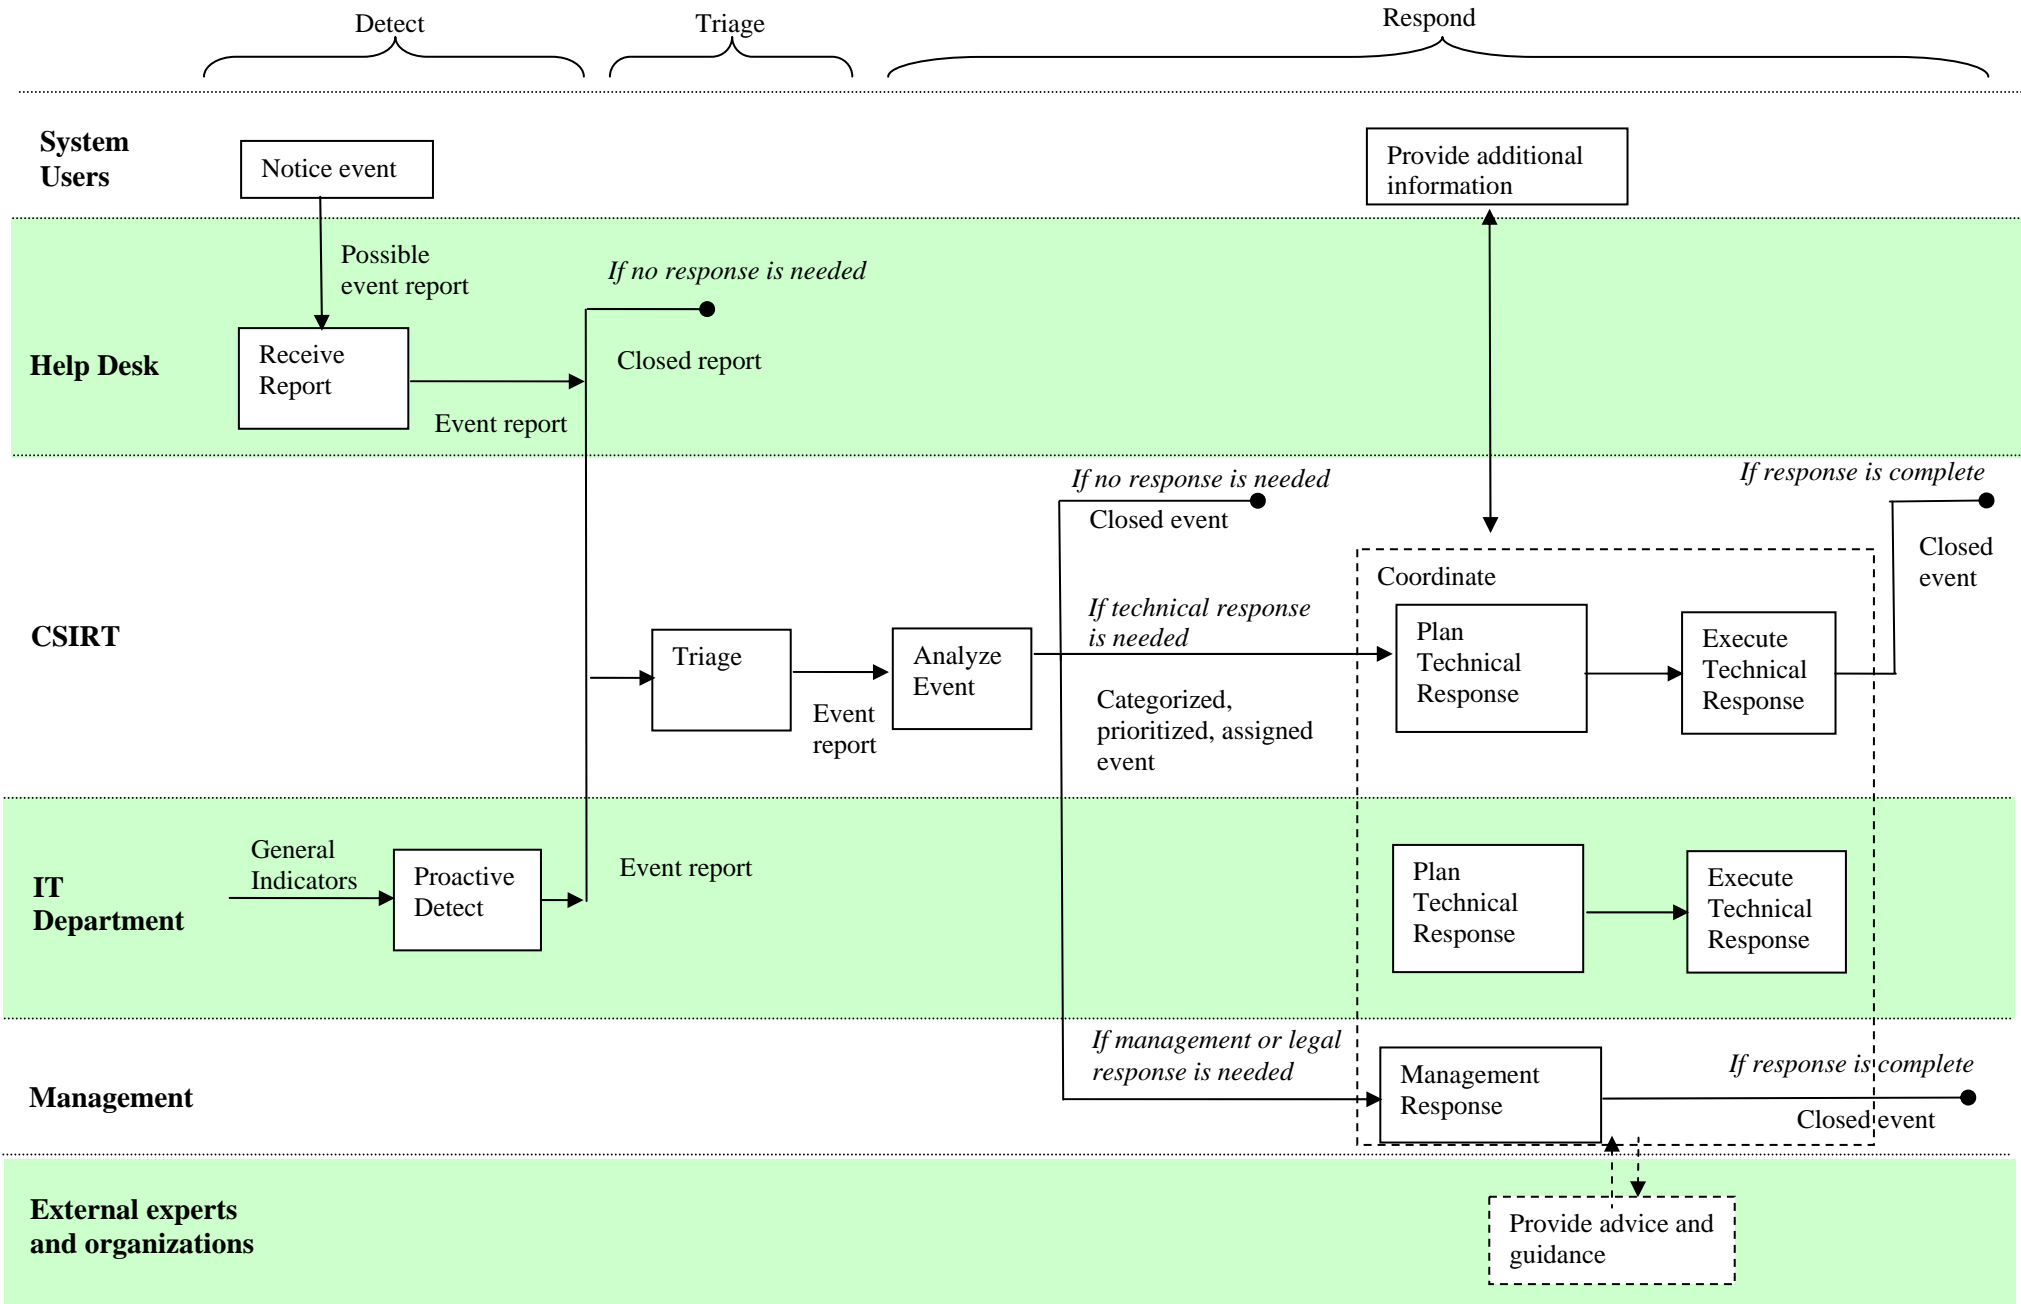 Detect
Triage
Respond
System
Users
Notice event
Provide additional
information
Possible
event report
If no response is needed
Help Desk
Receive
Report
Closed report
Event report
If no response is needed
Closed event
If response is complete
Closed
event
CSIRT
Triage
Event
report
Analyze
Event
If technical response
is needed
Categorized,
prioritized, assigned
event
Coordinate
Plan
Technical
Response
Execute
Technical
Response
IT
Department
General
Indicators
Proactive
Detect
Event report
Plan
Technical
Response
Execute
Technical
Response
Management
If management or legal
response is needed
Management
Response
If response is complete
Closed event
External experts
and organizations
Provide advice and
guidance